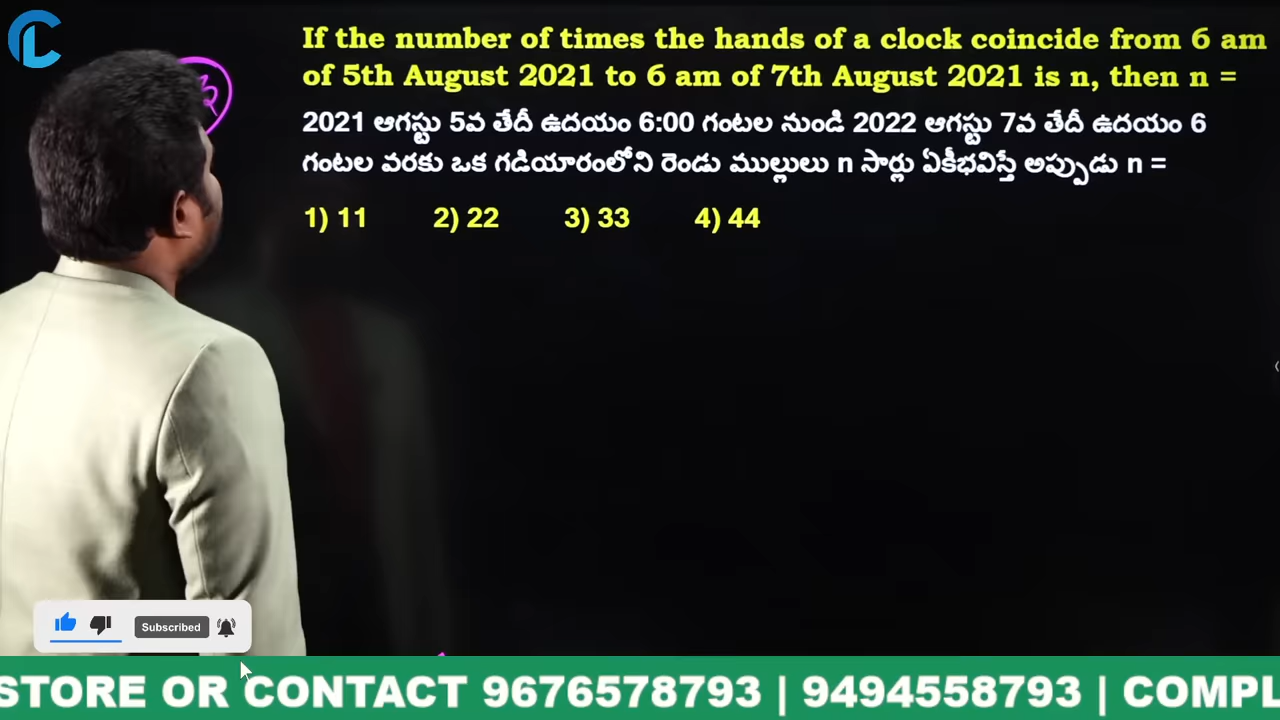 If the number of times the hands of a clock coincide from 6 am
of 5th August 2021 to 6 am of 7th August 2021 is n, then n =
2021 ఆగస్టు 5వ తేదీ ఉదయం 6:00 గంటల నుండి 2022 ఆగస్టు 7వ తేదీ ఉదయం 6
గంటల వరకు ఒక గడియారంలోని రెండు ముల్లులు n సార్లు ఏకీభవిస్తే అప్పుడు n =
1) 11 2) 22 3) 33 4) 44
Subscribed
STORE OR CONTACT 9676578793 | 9494558793 | COMPL